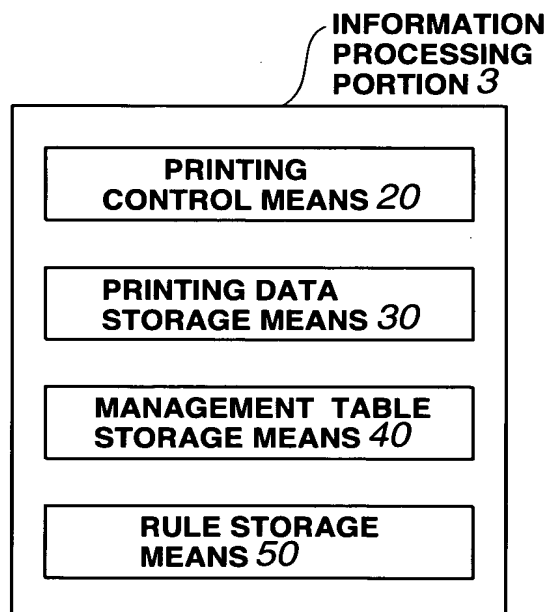 INFORMATION
PROCESSING
PORTION 3
PRINTING
CONTROL MEANS 20
PRINTING DATA
STORAGE MEANS 30
MANAGEMENT TABLE
STORAGE MEANS 40
RULE STORAGE
MEANS 50